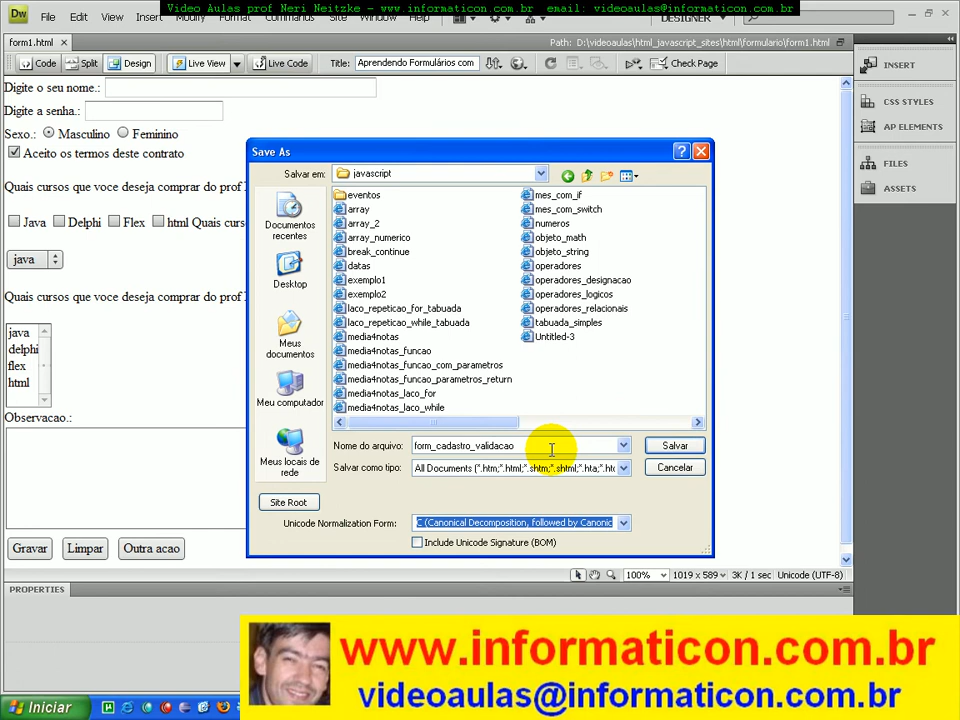 Video Aulas prof Neri Neitzke - www.informaticon.com.br email: videoaulas@informaticon.com.br
Dw File Edit View Insert Modify Format Commands Site Window Help DESIGNER
form1.html Path: D:\videoaulas\html_javascript_sites\html\formulario\form1.html
Code Split Design Live View Live Code Title: Aprendendo Formulários com Check Page
INSERT
CSS STYLES
AP ELEMENTS
FILES
ASSETS
Digite o seu nome.:
Digite a senha.:
Sexo.: Masculino Feminino
Aceito os termos deste contrato
Quais cursos que voce deseja comprar do prof
Java Delphi Flex html Quais curs
java
Quais cursos que voce deseja comprar do prof
java
delphi
flex
html
Observacao.:
Gravar Limpar Outra acao
Save As
Salvar em: javascript
Documentos recentes
Desktop
Meus documentos
Meu computador
Meus locais de rede
eventos
array
array_2
array_numerico
break_continue
datas
exemplo1
exemplo2
laco_repeticao_for_tabuada
laco_repeticao_while_tabuada
media4notas
media4notas_funcao
media4notas_funcao_com_parametros
media4notas_funcao_parametros_return
media4notas_laco_for
media4notas_laco_while
mes_com_if
mes_com_switch
numeros
objeto_math
objeto_string
operadores
operadores_designacao
operadores_logicos
operadores_relacionais
tabuada_simples
Untitled-3
Nome do arquivo: form_cadastro_validacao Salvar
Salvar como tipo: All Documents (*.htm;*.html;*.shtm;*.shtml;*.hta;*.htc Cancelar
Site Root
Unicode Normalization Form: C (Canonical Decomposition, followed by Canonic
Include Unicode Signature (BOM)
100% 1019 x 589 3K / 1 sec Unicode (UTF-8)
PROPERTIES
www.informaticon.com.br
videoaulas@informaticon.com.br
Iniciar